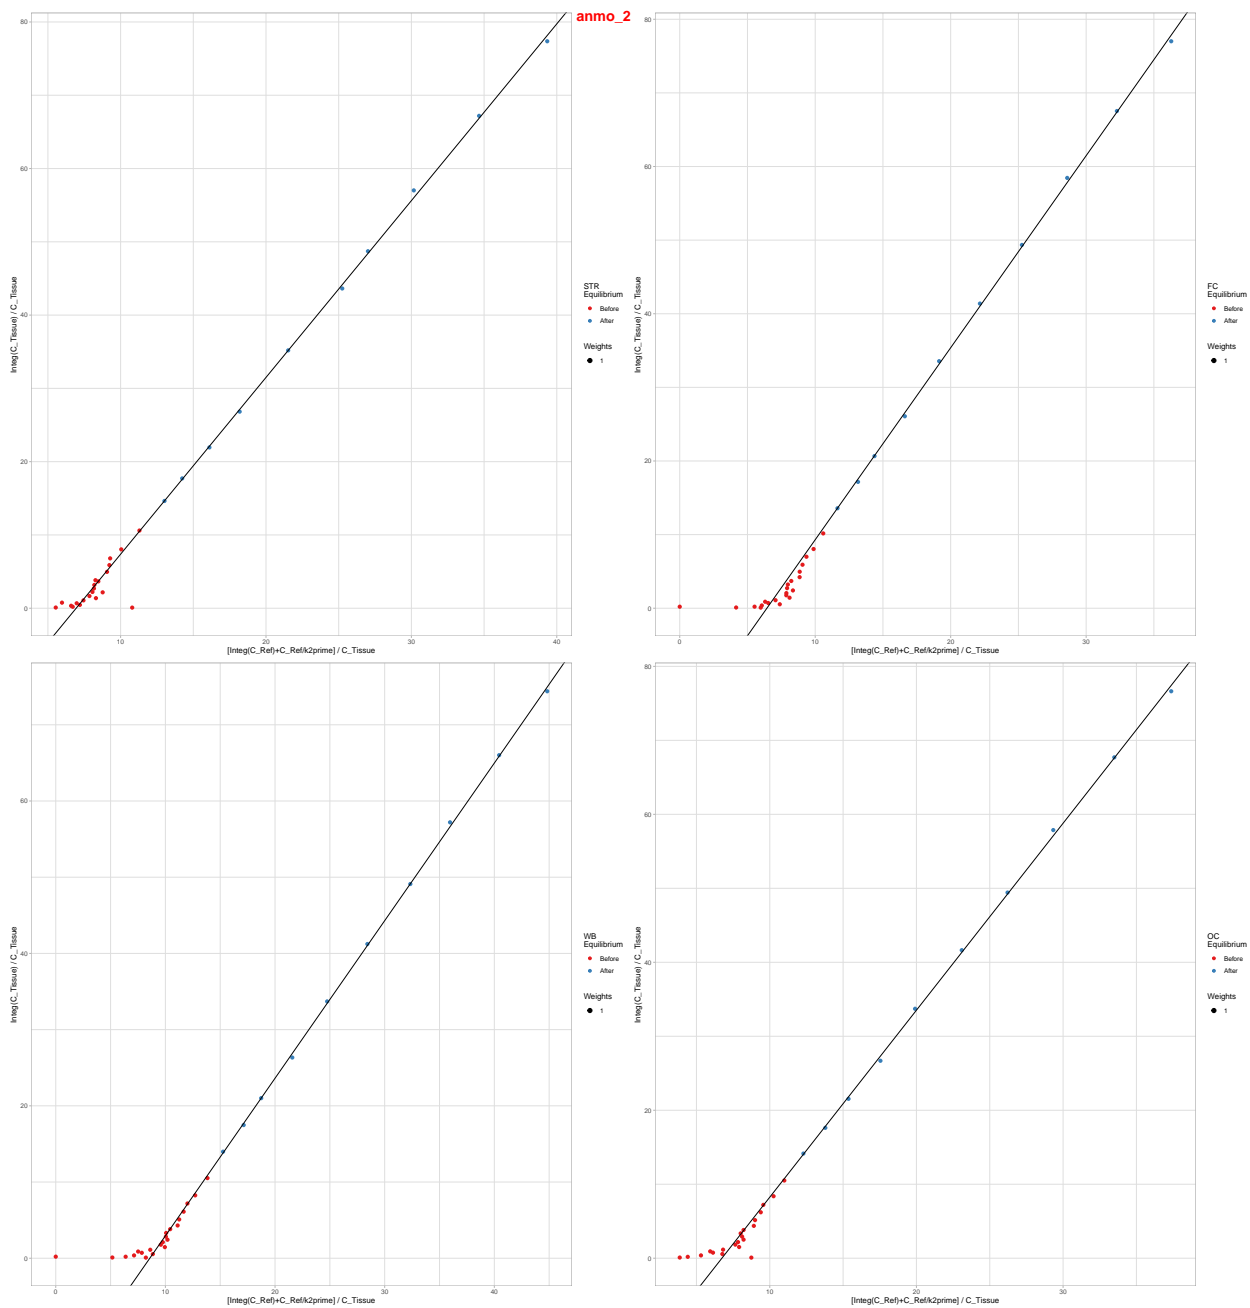 anmo_2
80
60
40
20
0
10
20
30
40
Integ(C_Tissue) / C_Tissue
[Integ(C_Ref)+C_Ref/k2prime] / C_Tissue
STR
Equilibrium
Before
After
Weights
1
80
60
40
20
0
0
10
20
30
Integ(C_Tissue) / C_Tissue
[Integ(C_Ref)+C_Ref/k2prime] / C_Tissue
FC
Equilibrium
Before
After
Weights
1
60
40
20
0
0
10
20
30
40
Integ(C_Tissue) / C_Tissue
[Integ(C_Ref)+C_Ref/k2prime] / C_Tissue
WB
Equilibrium
Before
After
Weights
1
80
60
40
20
0
10
20
30
Integ(C_Tissue) / C_Tissue
[Integ(C_Ref)+C_Ref/k2prime] / C_Tissue
OC
Equilibrium
Before
After
Weights
1